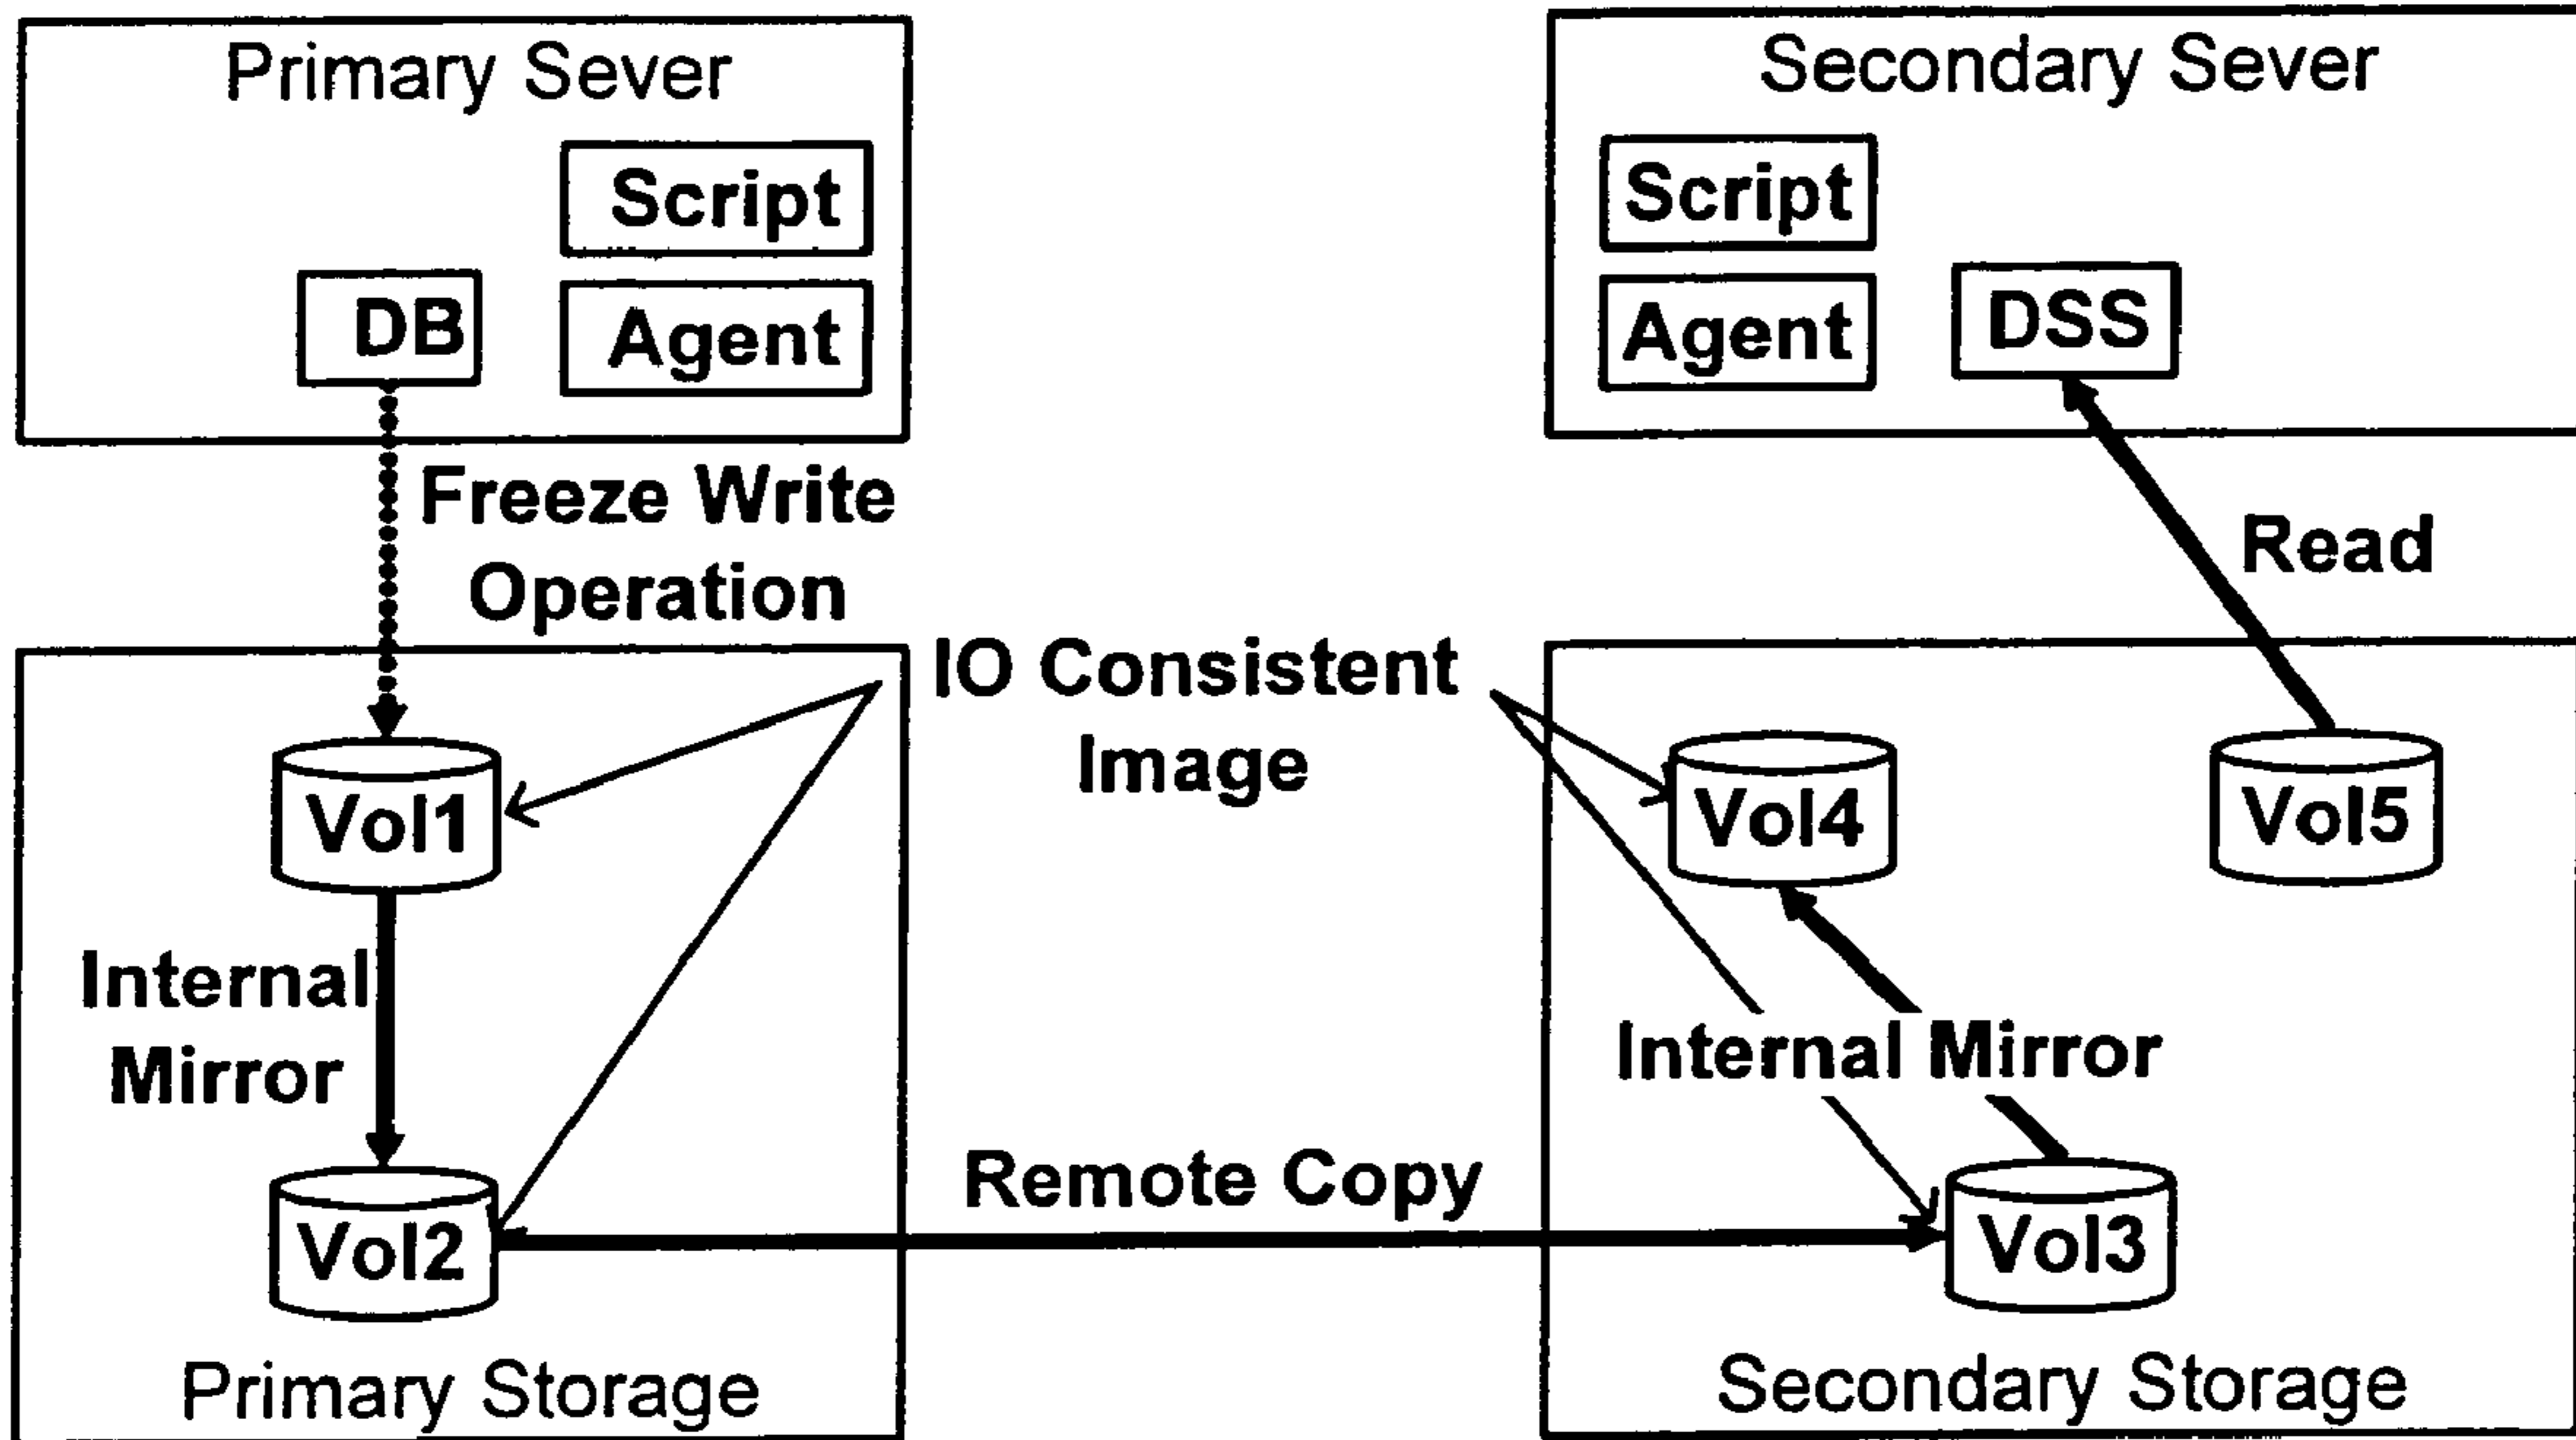 Primary Sever
Script
DB
Agent
Secondary Sever
Script
Agent
DSS
Freeze Write
Operation
Read
IO Consistent
Image
Vol1
Vol4
Vol5
Internal
Mirror
Internal Mirror
Remote Copy
Vol2
Vol3
Primary Storage
Secondary Storage